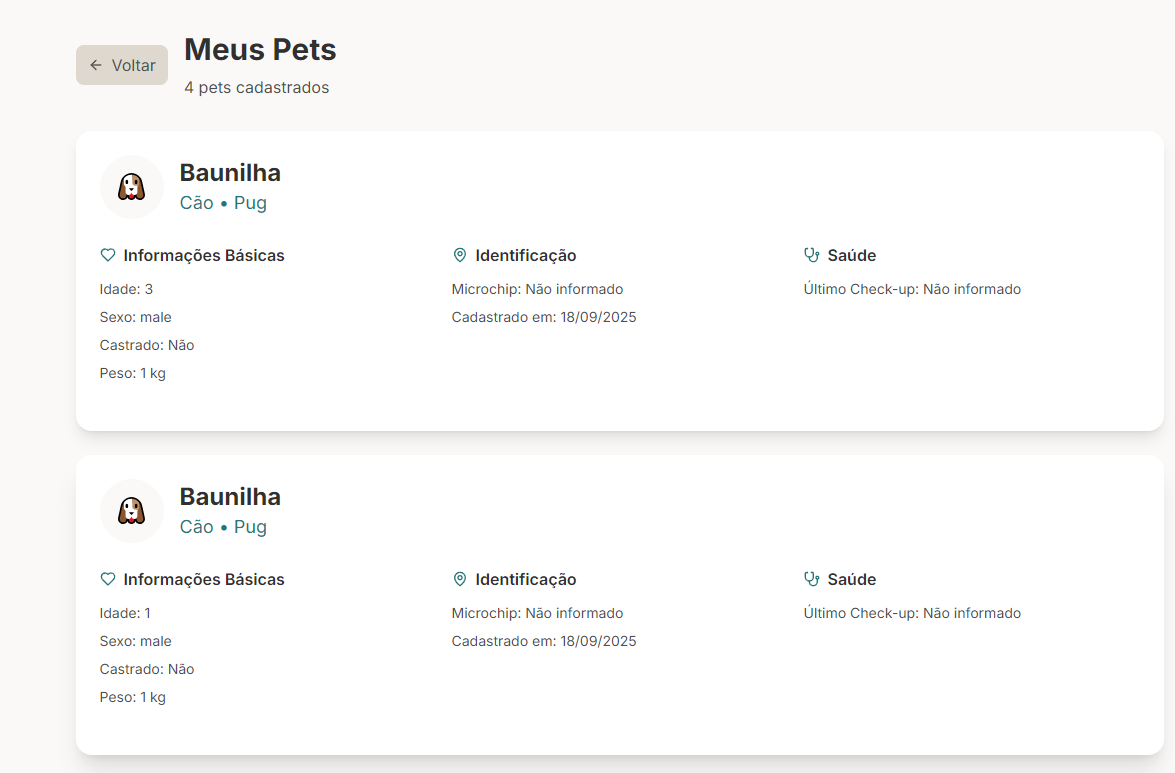 Voltar
Meus Pets
4 pets cadastrados
Baunilha
Cão • Pug
Informações Básicas
Idade: 3
Sexo: male
Castrado: Não
Peso: 1 kg
Identificação
Microchip: Não informado
Cadastrado em: 18/09/2025
Saúde
Último Check-up: Não informado
Baunilha
Cão • Pug
Informações Básicas
Idade: 1
Sexo: male
Castrado: Não
Peso: 1 kg
Identificação
Microchip: Não informado
Cadastrado em: 18/09/2025
Saúde
Último Check-up: Não informado